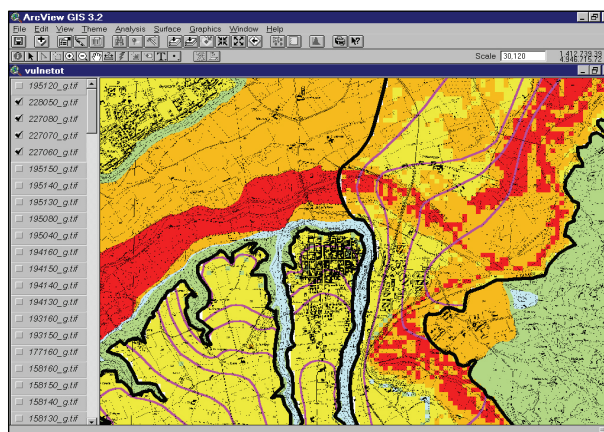 ArcView GIS 3.2
File Edit View Theme Analysis Surface Graphics Window Help
Scale 30,120
1.412.739,39
4.946.715,72
vulnetot
195120_g.tif
228050_g.tif
227080_g.tif
227070_g.tif
227060_g.tif
195150_g.tif
195140_g.tif
195130_g.tif
195080_g.tif
195040_g.tif
194160_g.tif
194150_g.tif
194140_g.tif
194130_g.tif
193160_g.tif
193150_g.tif
177160_g.tif
158160_g.tif
158150_g.tif
158140_g.tif
158130_g.tif